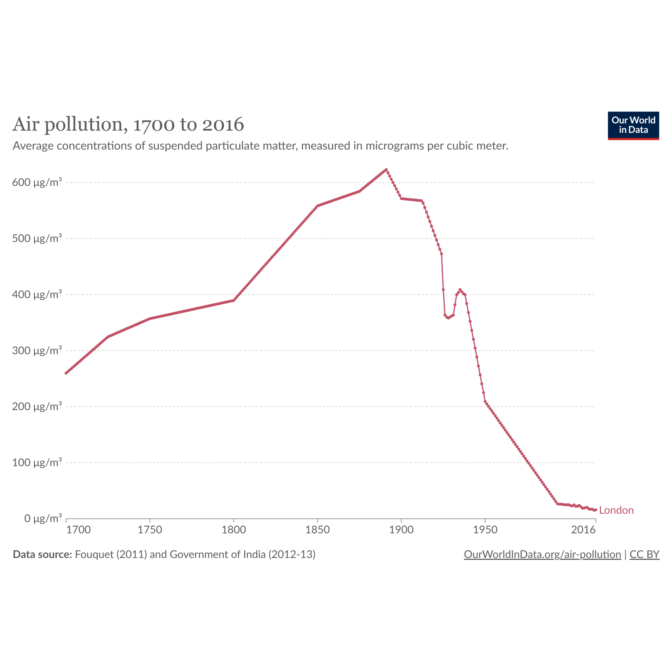 Air pollution, 1700 to 2016
Our World
in Data
Average concentrations of suspended particulate matter, measured in micrograms per cubic meter.
600 µg/m³
500 µg/m³
400 µg/m³
300 µg/m³
200 µg/m³
100 µg/m³
0 µg/m³
London
1700 1750 1800 1850 1900 1950 2016
Data source: Fouquet (2011) and Government of India (2012-13)
OurWorldInData.org/air-pollution | CC BY